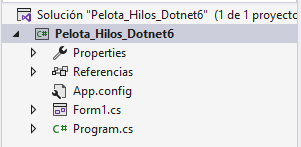 Solución "Pelota_Hilos_Dotnet6" (1 de 1 proyecto
C# Pelota_Hilos_Dotnet6
Properties
Referencias
App.config
Form1.cs
C# Program.cs